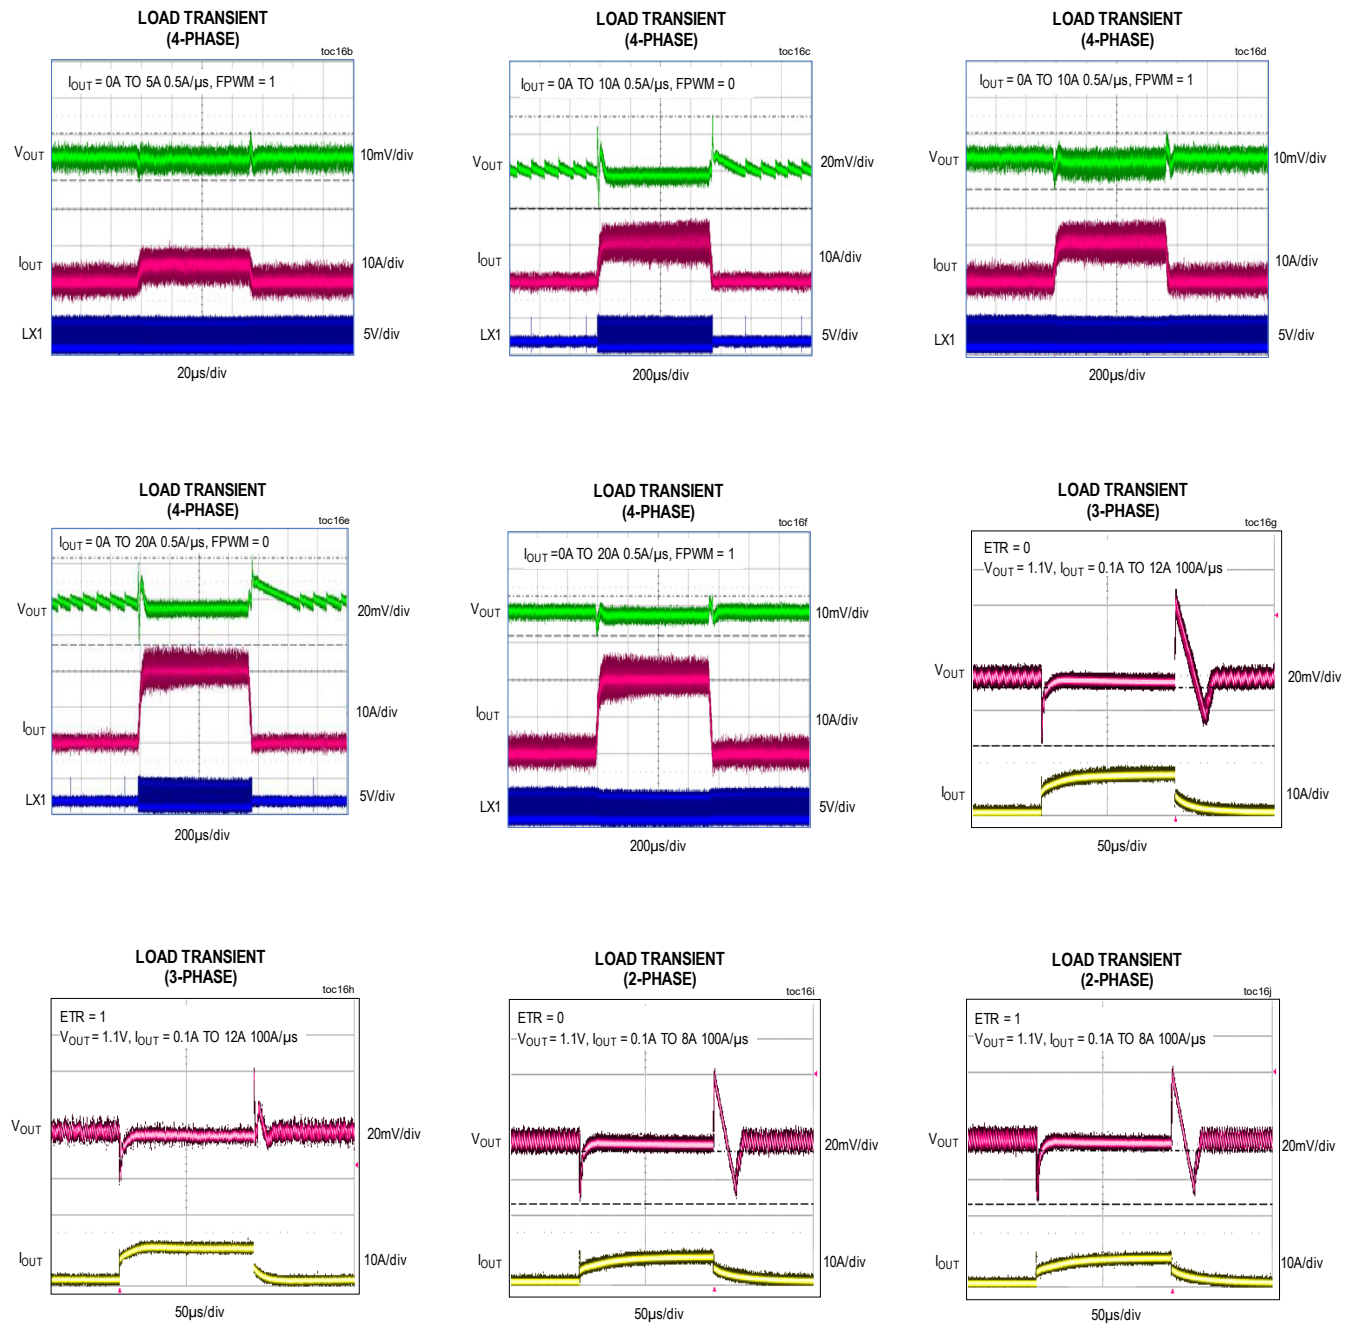 LOAD TRANSIENT
(4-PHASE)
toc16b
IOUT = 0A TO 5A 0.5A/µs, FPWM = 1
VOUT
10mV/div
IOUT
10A/div
LX1
5V/div
20µs/div
LOAD TRANSIENT
(4-PHASE)
toc16c
IOUT = 0A TO 10A 0.5A/µs, FPWM = 0
VOUT
20mV/div
IOUT
10A/div
LX1
5V/div
200µs/div
LOAD TRANSIENT
(4-PHASE)
toc16d
IOUT = 0A TO 10A 0.5A/µs, FPWM = 1
VOUT
10mV/div
IOUT
10A/div
LX1
5V/div
200µs/div
LOAD TRANSIENT
(4-PHASE)
toc16e
IOUT = 0A TO 20A 0.5A/µs, FPWM = 0
VOUT
20mV/div
IOUT
10A/div
LX1
5V/div
200µs/div
LOAD TRANSIENT
(4-PHASE)
toc16f
IOUT =0A TO 20A 0.5A/µs, FPWM = 1
VOUT
10mV/div
IOUT
10A/div
LX1
5V/div
200µs/div
LOAD TRANSIENT
(3-PHASE)
toc16g
ETR = 0
VOUT = 1.1V, IOUT = 0.1A TO 12A 100A/µs
VOUT
20mV/div
IOUT
10A/div
50µs/div
LOAD TRANSIENT
(3-PHASE)
toc16h
ETR = 1
VOUT = 1.1V, IOUT = 0.1A TO 12A 100A/µs
VOUT
20mV/div
IOUT
10A/div
50µs/div
LOAD TRANSIENT
(2-PHASE)
toc16i
ETR = 0
VOUT = 1.1V, IOUT = 0.1A TO 8A 100A/µs
VOUT
20mV/div
IOUT
10A/div
50µs/div
LOAD TRANSIENT
(2-PHASE)
toc16j
ETR = 1
VOUT = 1.1V, IOUT = 0.1A TO 8A 100A/µs
VOUT
20mV/div
IOUT
10A/div
50µs/div